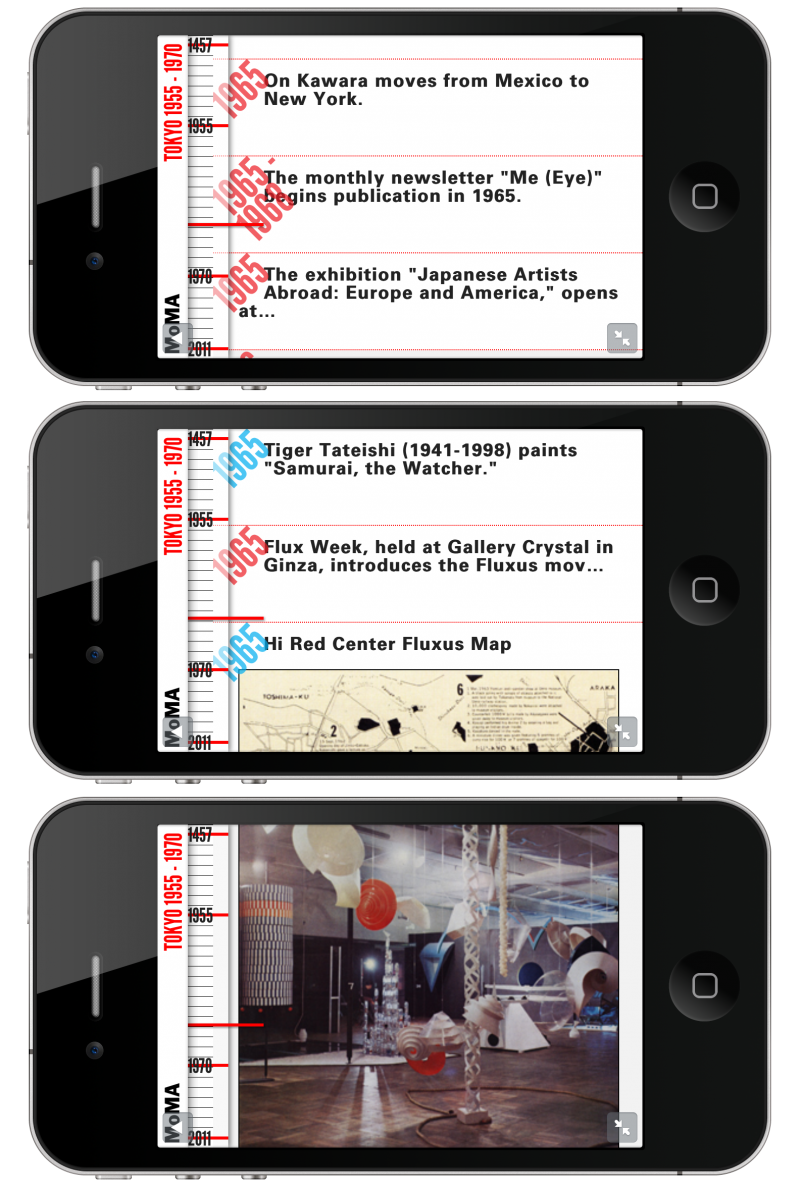 TOKYO 1955 - 1970
MoMA
1457
1955
1970
2011
1965
On Kawara moves from Mexico to
New York.
1965 -
1968
The monthly newsletter "Me (Eye)"
begins publication in 1965.
1965
The exhibition "Japanese Artists
Abroad: Europe and America," opens
at...
TOKYO 1955 - 1970
MoMA
1457
1955
1970
2011
1965
Tiger Tateishi (1941-1998) paints
"Samurai, the Watcher."
1965
Flux Week, held at Gallery Crystal in
Ginza, introduces the Fluxus mov...
1965
Hi Red Center Fluxus Map
TOSHIMA-KU
6
2
TOKYO 1955 - 1970
MoMA
1457
1955
1970
2011
7